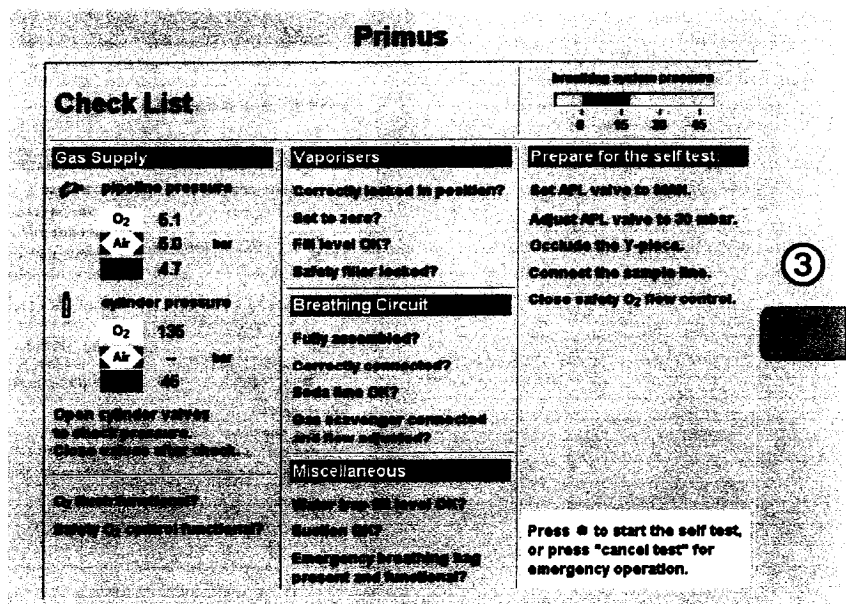 Primus
Check List
breathing system pressure
0 15 30 45
Gas Supply
pipeline pressure
O₂ 5.1
Air 5.0 bar
4.7
cylinder pressure
O₂ 135
Air -- bar
46
Open cylinder valves
to check pressure.
Close valves after check...
O₂ flush functional?
Safety O₂ control functional?
Vaporisers
Correctly locked in position?
Set to zero?
Fill level OK?
Safety filler locked?
Breathing Circuit
Fully assembled?
Correctly connected?
Soda lime OK?
Gas scavenger connected
and flow adjusted?
Miscellaneous
Water trap fill level OK?
Suction OK?
Emergency breathing bag
present and functional?
Prepare for the self test:
Set APL valve to MAN.
Adjust APL valve to 30 mbar.
Occlude the Y-piece.
Connect the sample line.
Close safety O₂ flow control.
Press to start the self test,
or press "cancel test" for
emergency operation.
3